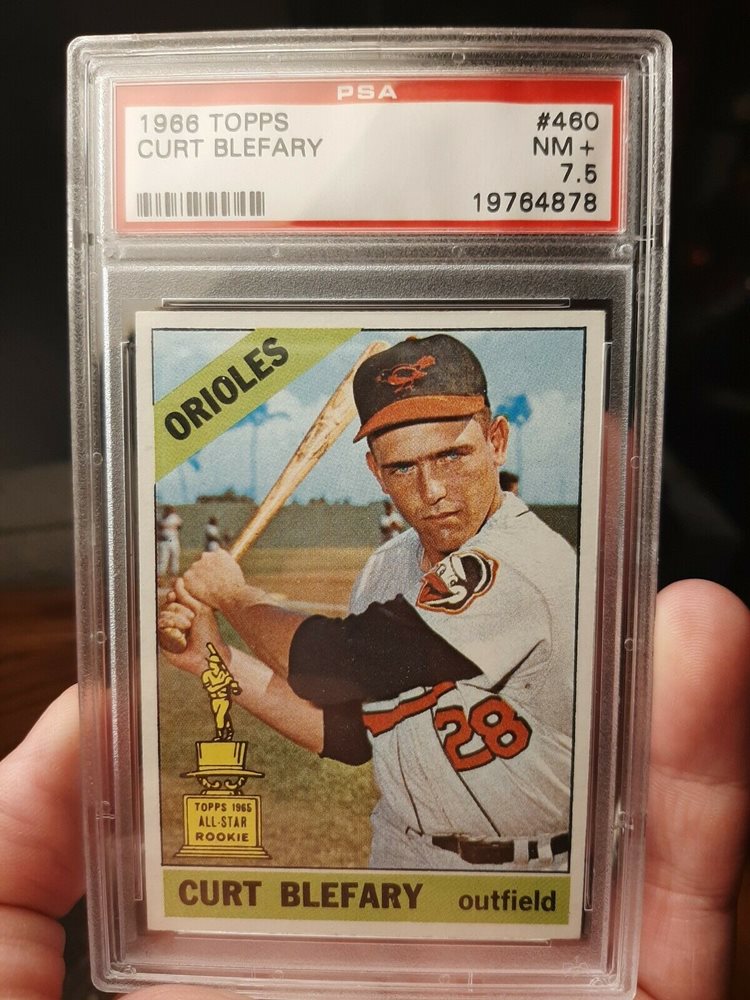 PSA
1966 TOPPS #460
CURT BLEFARY NM+
7.5
19764878
ORIOLES
28
TOPPS 1965
ALL-STAR
ROOKIE
CURT BLEFARY outfield